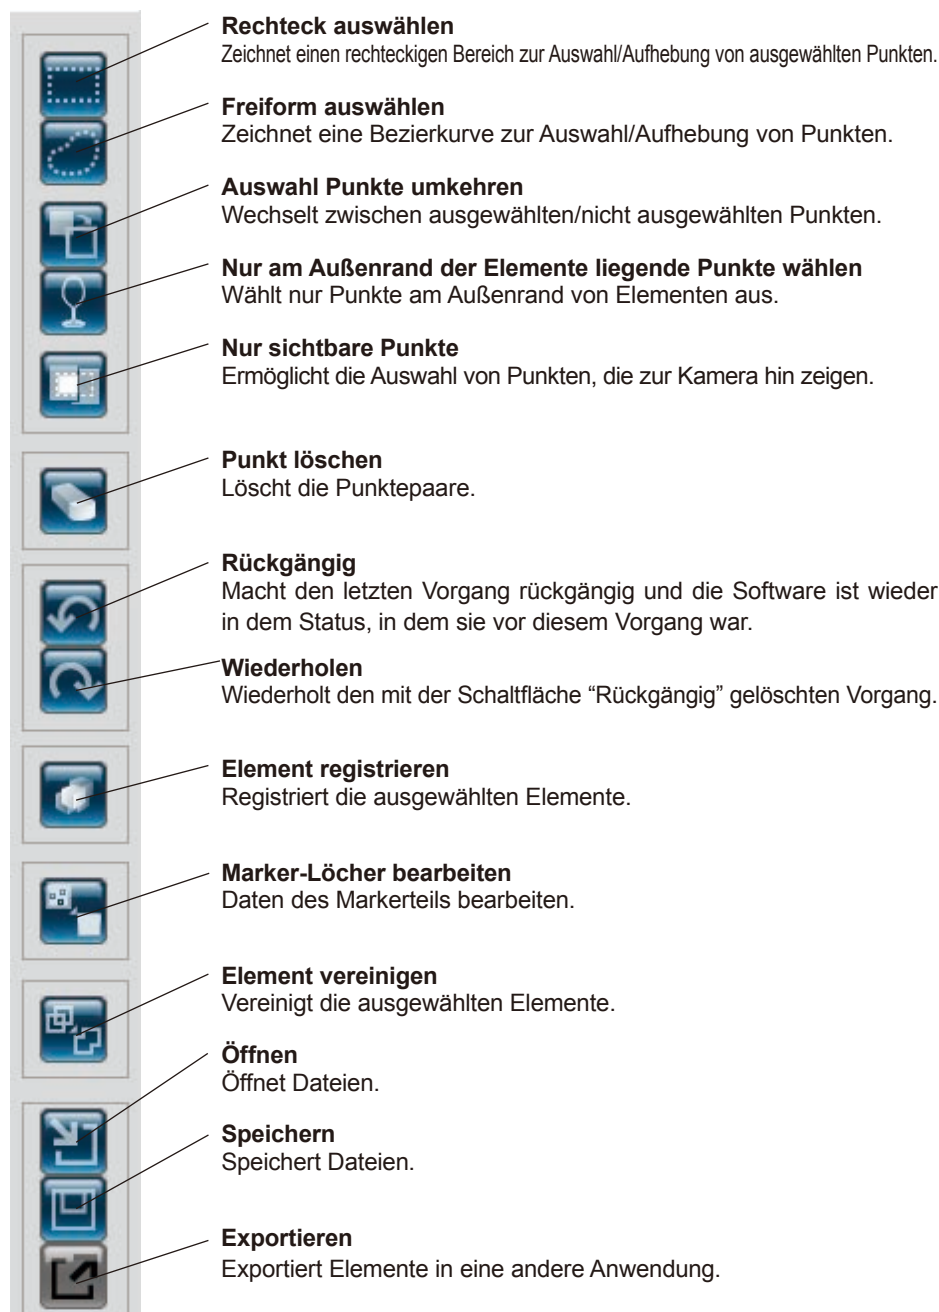 Rechteck auswählen
Zeichnet einen rechteckigen Bereich zur Auswahl/Aufhebung von ausgewählten Punkten.
Freiform auswählen
Zeichnet eine Bezierkurve zur Auswahl/Aufhebung von Punkten.
Auswahl Punkte umkehren
Wechselt zwischen ausgewählten/nicht ausgewählten Punkten.
Nur am Außenrand der Elemente liegende Punkte wählen
Wählt nur Punkte am Außenrand von Elementen aus.
Nur sichtbare Punkte
Ermöglicht die Auswahl von Punkten, die zur Kamera hin zeigen.
Punkt löschen
Löscht die Punktepaare.
Rückgängig
Macht den letzten Vorgang rückgängig und die Software ist wieder
in dem Status, in dem sie vor diesem Vorgang war.
Wiederholen
Wiederholt den mit der Schaltfläche “Rückgängig” gelöschten Vorgang.
Element registrieren
Registriert die ausgewählten Elemente.
Marker-Löcher bearbeiten
Daten des Markerteils bearbeiten.
Element vereinigen
Vereinigt die ausgewählten Elemente.
Öffnen
Öffnet Dateien.
Speichern
Speichert Dateien.
Exportieren
Exportiert Elemente in eine andere Anwendung.